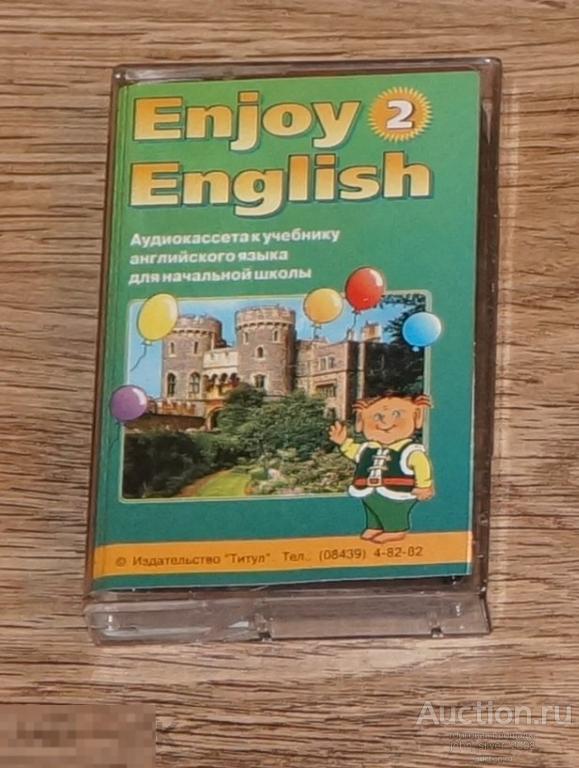 Enjoy 2
English
Аудиокассета к учебнику
английского языка
для начальной школы
© Издательство "Титул". Тел.: (08439) 4-82-82
Auction.ru